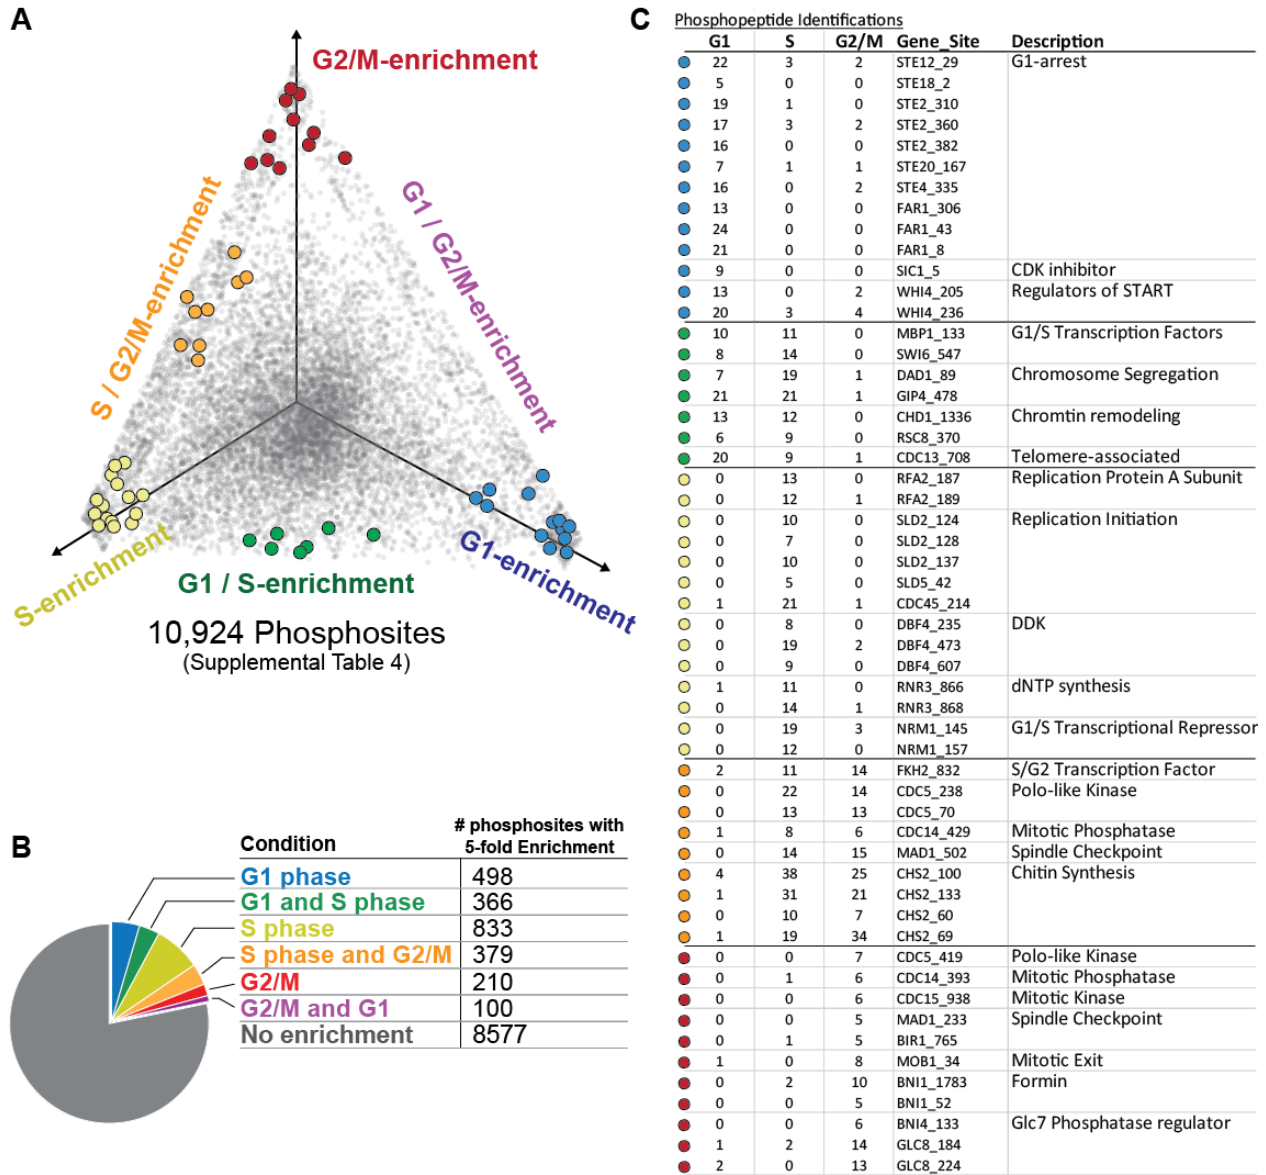 A
G2/M-enrichment
S / G2/M-enrichment
G1 / G2/M-enrichment
S-enrichment
G1 / S-enrichment
G1-enrichment
10,924 Phosphosites
(Supplemental Table 4)
B
Condition # phosphosites with 5-fold Enrichment
G1 phase 498
G1 and S phase 366
S phase 833
S phase and G2/M 379
G2/M 210
G2/M and G1 100
No enrichment 8577
C
Phosphopeptide Identifications
G1 S G2/M Gene_Site Description
22 3 2 STE12_29 G1-arrest
5 0 0 STE18_2
19 1 0 STE2_310
17 3 2 STE2_360
16 0 0 STE2_382
7 1 1 STE20_167
16 0 2 STE4_335
13 0 0 FAR1_306
24 0 0 FAR1_43
21 0 0 FAR1_8
9 0 0 SIC1_5 CDK inhibitor
13 0 2 WHI4_205 Regulators of START
20 3 4 WHI4_236
10 11 0 MBP1_133 G1/S Transcription Factors
8 14 0 SWI6_547
7 19 1 DAD1_89 Chromosome Segregation
21 21 1 GIP4_478
13 12 0 CHD1_1336 Chromtin remodeling
6 9 0 RSC8_370
20 9 1 CDC13_708 Telomere-associated
0 13 0 RFA2_187 Replication Protein A Subunit
0 12 1 RFA2_189
0 10 0 SLD2_124 Replication Initiation
0 7 0 SLD2_128
0 10 0 SLD2_137
0 5 0 SLD5_42
1 21 1 CDC45_214
0 8 0 DBF4_235 DDK
0 19 2 DBF4_473
0 9 0 DBF4_607
1 11 0 RNR3_866 dNTP synthesis
0 14 1 RNR3_868
0 19 3 NRM1_145 G1/S Transcriptional Repressor
0 12 0 NRM1_157
2 11 14 FKH2_832 S/G2 Transcription Factor
0 22 14 CDC5_238 Polo-like Kinase
0 13 13 CDC5_70
1 8 6 CDC14_429 Mitotic Phosphatase
0 14 15 MAD1_502 Spindle Checkpoint
4 38 25 CHS2_100 Chitin Synthesis
1 31 21 CHS2_133
0 10 7 CHS2_60
1 19 34 CHS2_69
0 0 7 CDC5_419 Polo-like Kinase
0 1 6 CDC14_393 Mitotic Phosphatase
0 0 6 CDC15_938 Mitotic Kinase
0 0 5 MAD1_233 Spindle Checkpoint
0 1 5 BIR1_765
1 0 8 MOB1_34 Mitotic Exit
0 2 10 BNI1_1783 Formin
0 0 5 BNI1_52
0 0 6 BNI4_133 Glc7 Phosphatase regulator
1 2 14 GLC8_184
2 0 13 GLC8_224